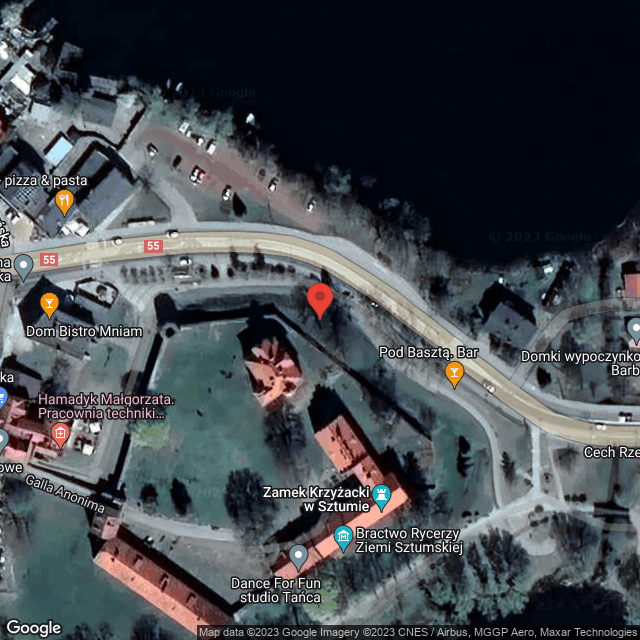 © 2023 Google
pizza & pasta
55
55
© 2023 Google
na
ka
Dom Bistro Mniam
Pod Basztą. Bar
Domki wypoczynko
Barb
ka
Hamadyk Małgorzata.
Pracownia techniki...
owe
Galla Anonima
Cech Rze
Zamek Krzyżacki
w Sztumie
Bractwo Rycerzy
Ziemi Sztumskiej
Dance For Fun
studio Tańca
Google
Map data ©2023 Google Imagery ©2023 CNES / Airbus, MGGP Aero, Maxar Technologies